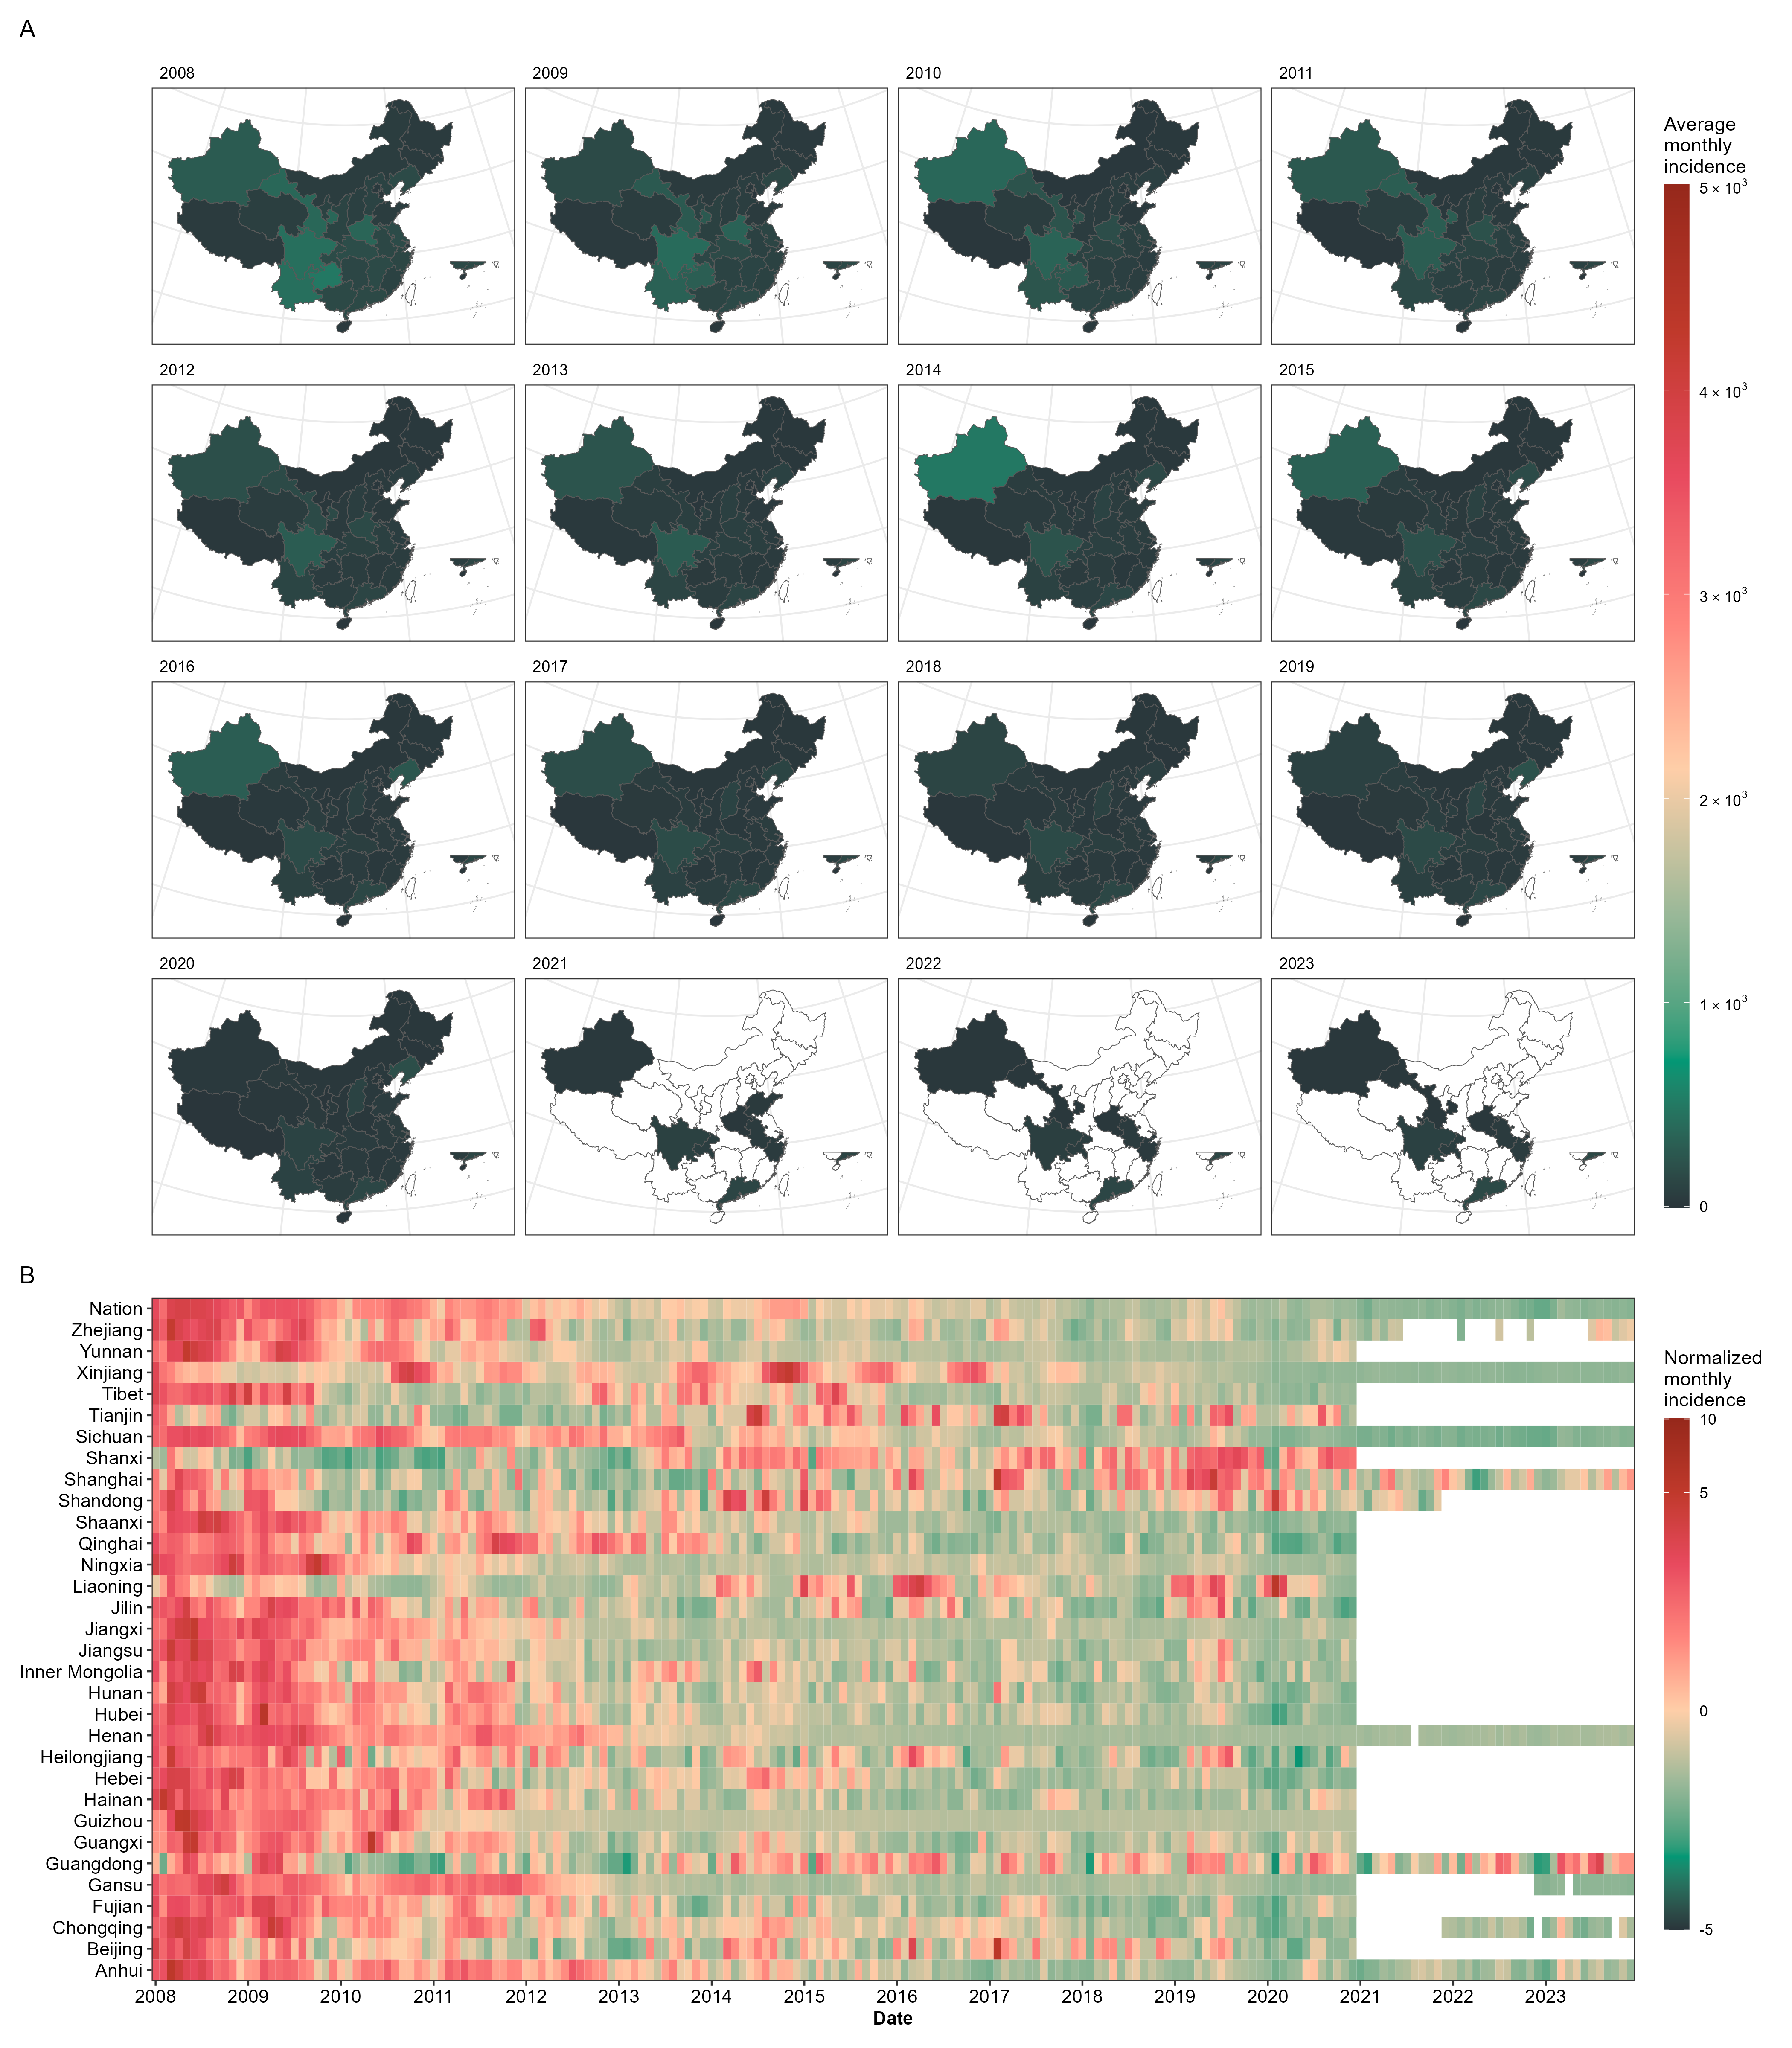 A
2008
2009
2010
2011
Average
monthly
incidence
5 × 10³
4 × 10³
3 × 10³
2 × 10³
1 × 10³
0
2012
2013
2014
2015
2016
2017
2018
2019
2020
2021
2022
2023
B
Nation
Zhejiang
Yunnan
Xinjiang
Tibet
Tianjin
Sichuan
Shanxi
Shanghai
Shandong
Shaanxi
Qinghai
Ningxia
Liaoning
Jilin
Jiangxi
Jiangsu
Inner Mongolia
Hunan
Hubei
Henan
Heilongjiang
Hebei
Hainan
Guizhou
Guangxi
Guangdong
Gansu
Fujian
Chongqing
Beijing
Anhui
2008 2009 2010 2011 2012 2013 2014 2015 2016 2017 2018 2019 2020 2021 2022 2023
Date
Normalized
monthly
incidence
10
5
0
-5